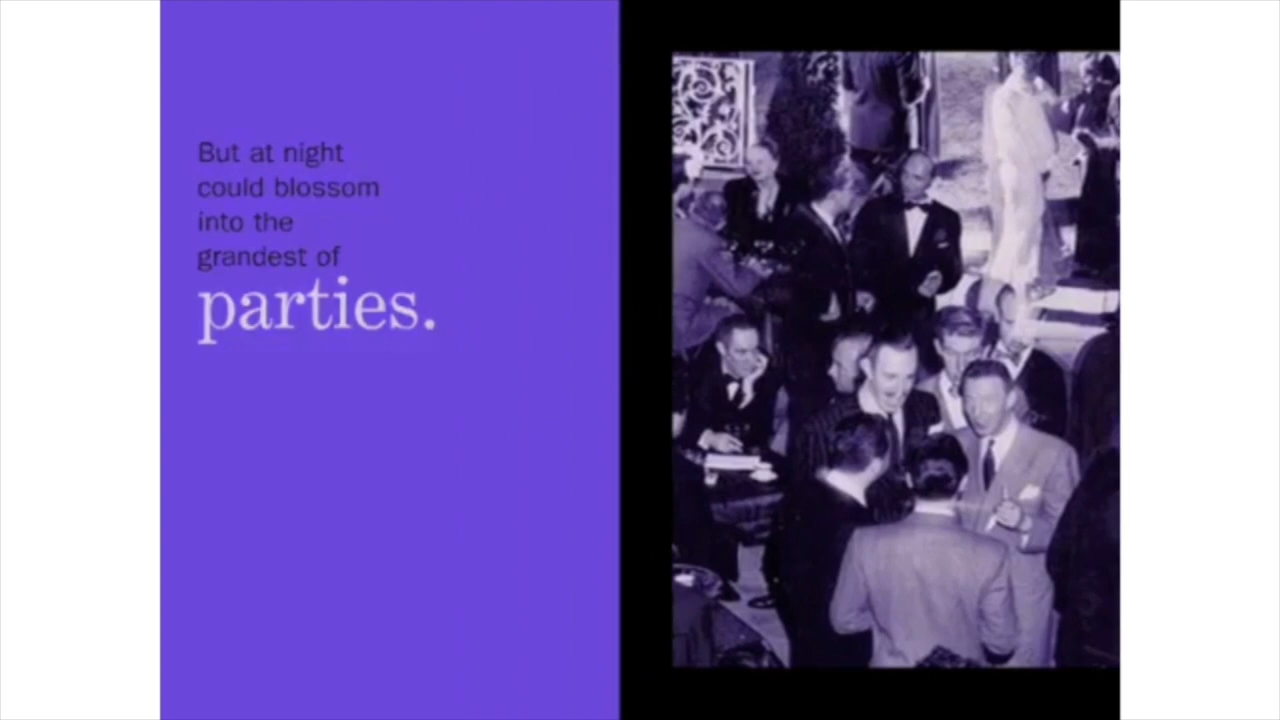 But at night
could blossom
into the
grandest of
parties.